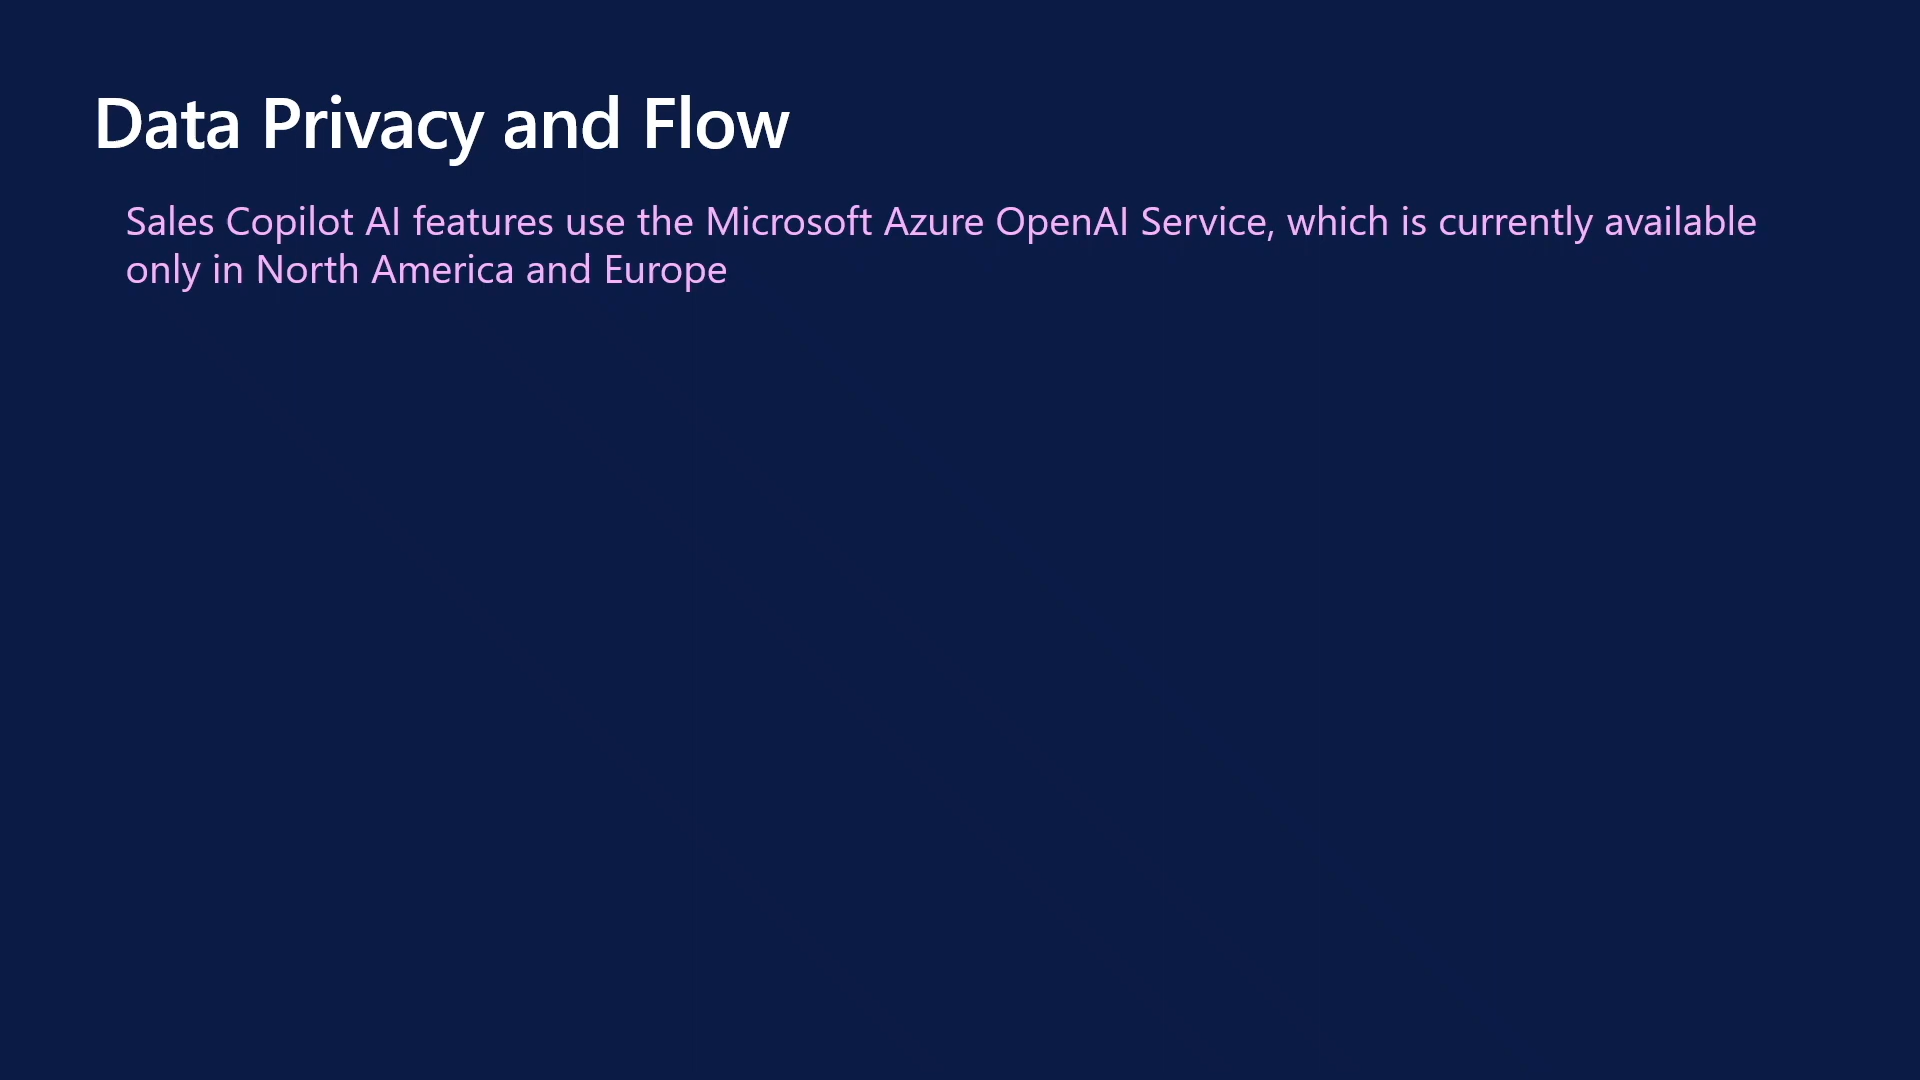 Data Privacy and Flow
Sales Copilot AI features use the Microsoft Azure OpenAI Service, which is currently available
only in North America and Europe